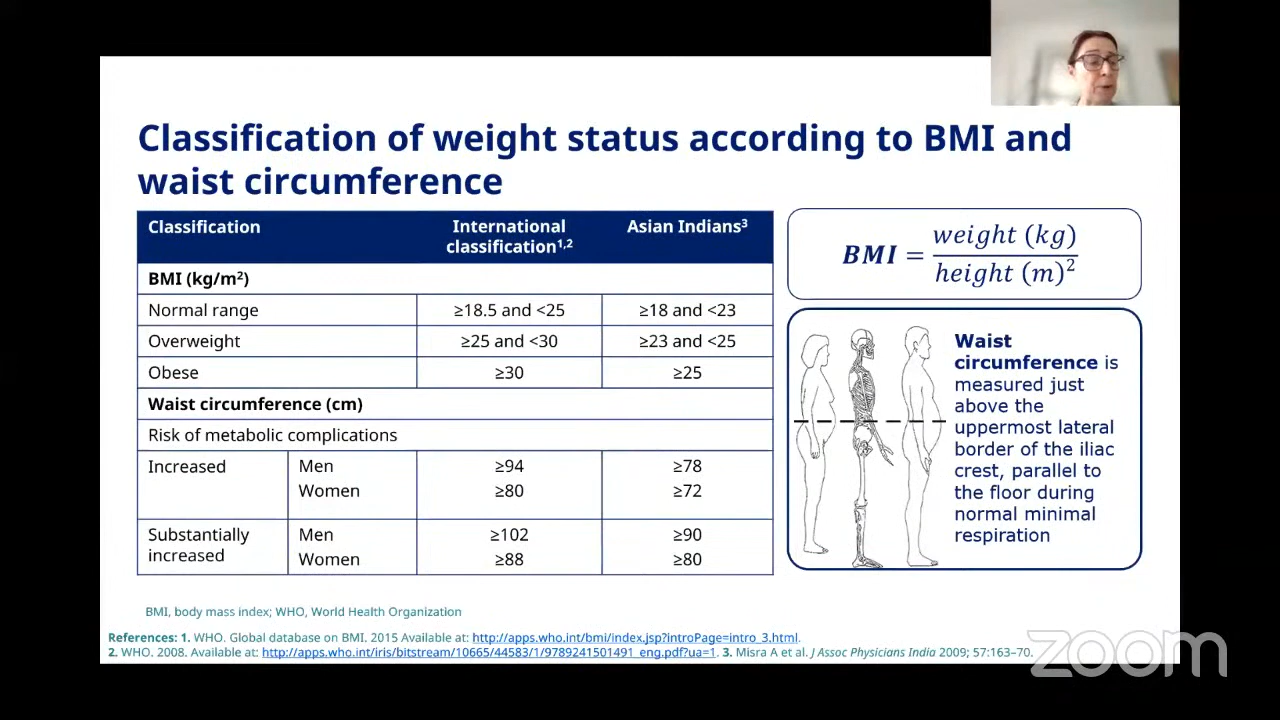 Classification of weight status according to BMI and
waist circumference
Classification
International
classification1,2
Asian Indians3
BMI (kg/m2)
Normal range ≥18.5 and <25 ≥18 and <23
Overweight ≥25 and <30 ≥23 and <25
Obese ≥30 ≥25
Waist circumference (cm)
Risk of metabolic complications
Increased Men ≥94 ≥78
Women ≥80 ≥72
Substantially
increased
Men ≥102 ≥90
Women ≥88 ≥80
BMI = weight (kg)
height (m)2
Waist
circumference is
measured just
above the
uppermost lateral
border of the iliac
crest, parallel to
the floor during
normal minimal
respiration
BMI, body mass index; WHO, World Health Organization
References: 1. WHO. Global database on BMI. 2015 Available at: http://apps.who.int/bmi/index.jsp?introPage=intro_3.html.
2. WHO. 2008. Available at: http://apps.who.int/iris/bitstream/10665/44583/1/9789241501491_eng.pdf?ua=1. 3. Misra A et al. J Assoc Physicians India 2009; 57:163–70.
zoom